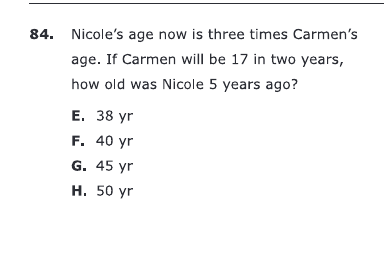 84. Nicole's age now is three times Carmen's
age. If Carmen will be 17 in two years,
how old was Nicole 5 years ago?
E. 38 yr
F. 40 yr
G. 45 yr
H. 50 yr